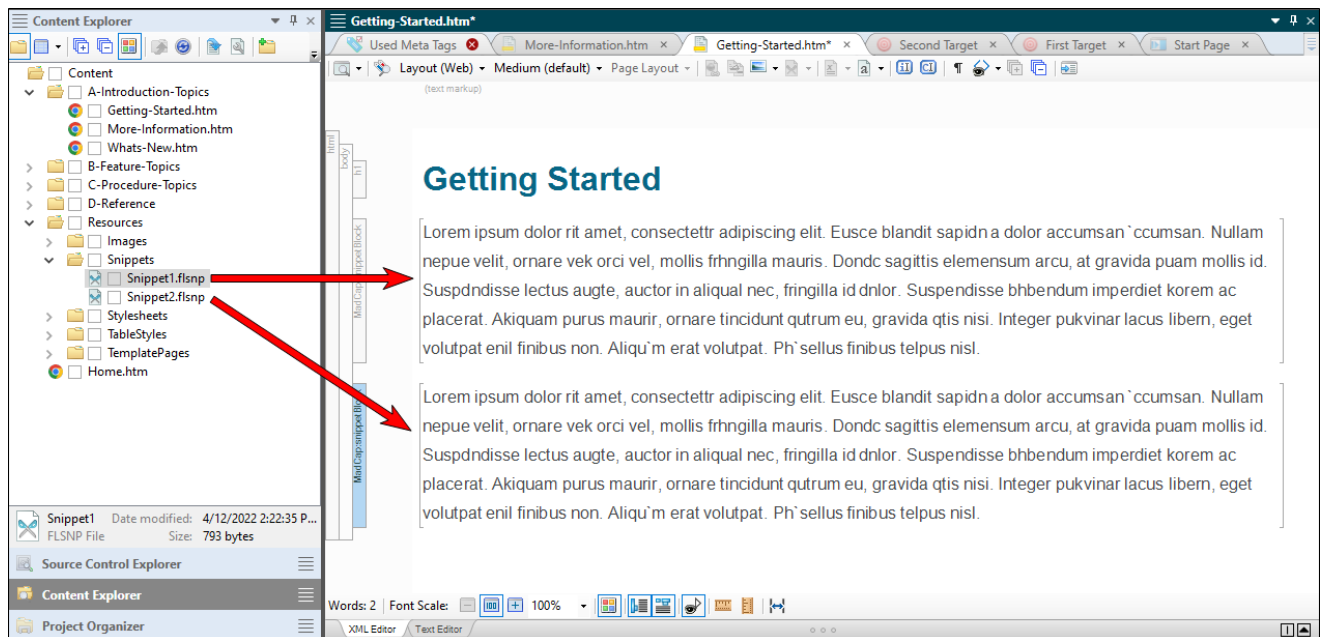 Content Explorer
Content
A-Introduction-Topics
Getting-Started.htm
More-Information.htm
Whats-New.htm
B-Feature-Topics
C-Procedure-Topics
D-Reference
Resources
Images
Snippets
Snippet1.flsnp
Snippet2.flsnp
Stylesheets
TableStyles
TemplatePages
Home.htm
Snippet1 Date modified: 4/12/2022 2:22:35 P...
FLSNP File Size: 793 bytes
Source Control Explorer
Content Explorer
Project Organizer
Getting-Started.htm*
Used Meta Tags More-Information.htm × Getting-Started.htm* × Second Target × First Target × Start Page ×
Layout (Web) Medium (default) Page Layout
(text markup)
html
body
h1
Getting Started
MadCap:snippetBlock
Lorem ipsum dolor rit amet, consectettr adipiscing elit. Eusce blandit sapidn a dolor accumsan `ccumsan. Nullam
nepue velit, ornare vek orci vel, mollis frhngilla mauris. Dondc sagittis elemensum arcu, at gravida puam mollis id.
Suspdndisse lectus augte, auctor in aliqual nec, fringilla id dnlor. Suspendisse bhbendum imperdiet korem ac
placerat. Akiquam purus maurir, ornare tincidunt qutrum eu, gravida qtis nisi. Integer pukvinar lacus libern, eget
volutpat enil finibus non. Aliqu`m erat volutpat. Ph`sellus finibus telpus nisl.
MadCap:snippetBlock
Lorem ipsum dolor rit amet, consectettr adipiscing elit. Eusce blandit sapidn a dolor accumsan `ccumsan. Nullam
nepue velit, ornare vek orci vel, mollis frhngilla mauris. Dondc sagittis elemensum arcu, at gravida puam mollis id.
Suspdndisse lectus augte, auctor in aliqual nec, fringilla id dnlor. Suspendisse bhbendum imperdiet korem ac
placerat. Akiquam purus maurir, ornare tincidunt qutrum eu, gravida qtis nisi. Integer pukvinar lacus libern, eget
volutpat enil finibus non. Aliqu`m erat volutpat. Ph`sellus finibus telpus nisl.
Words: 2 Font Scale: 100 100%
XML Editor Text Editor